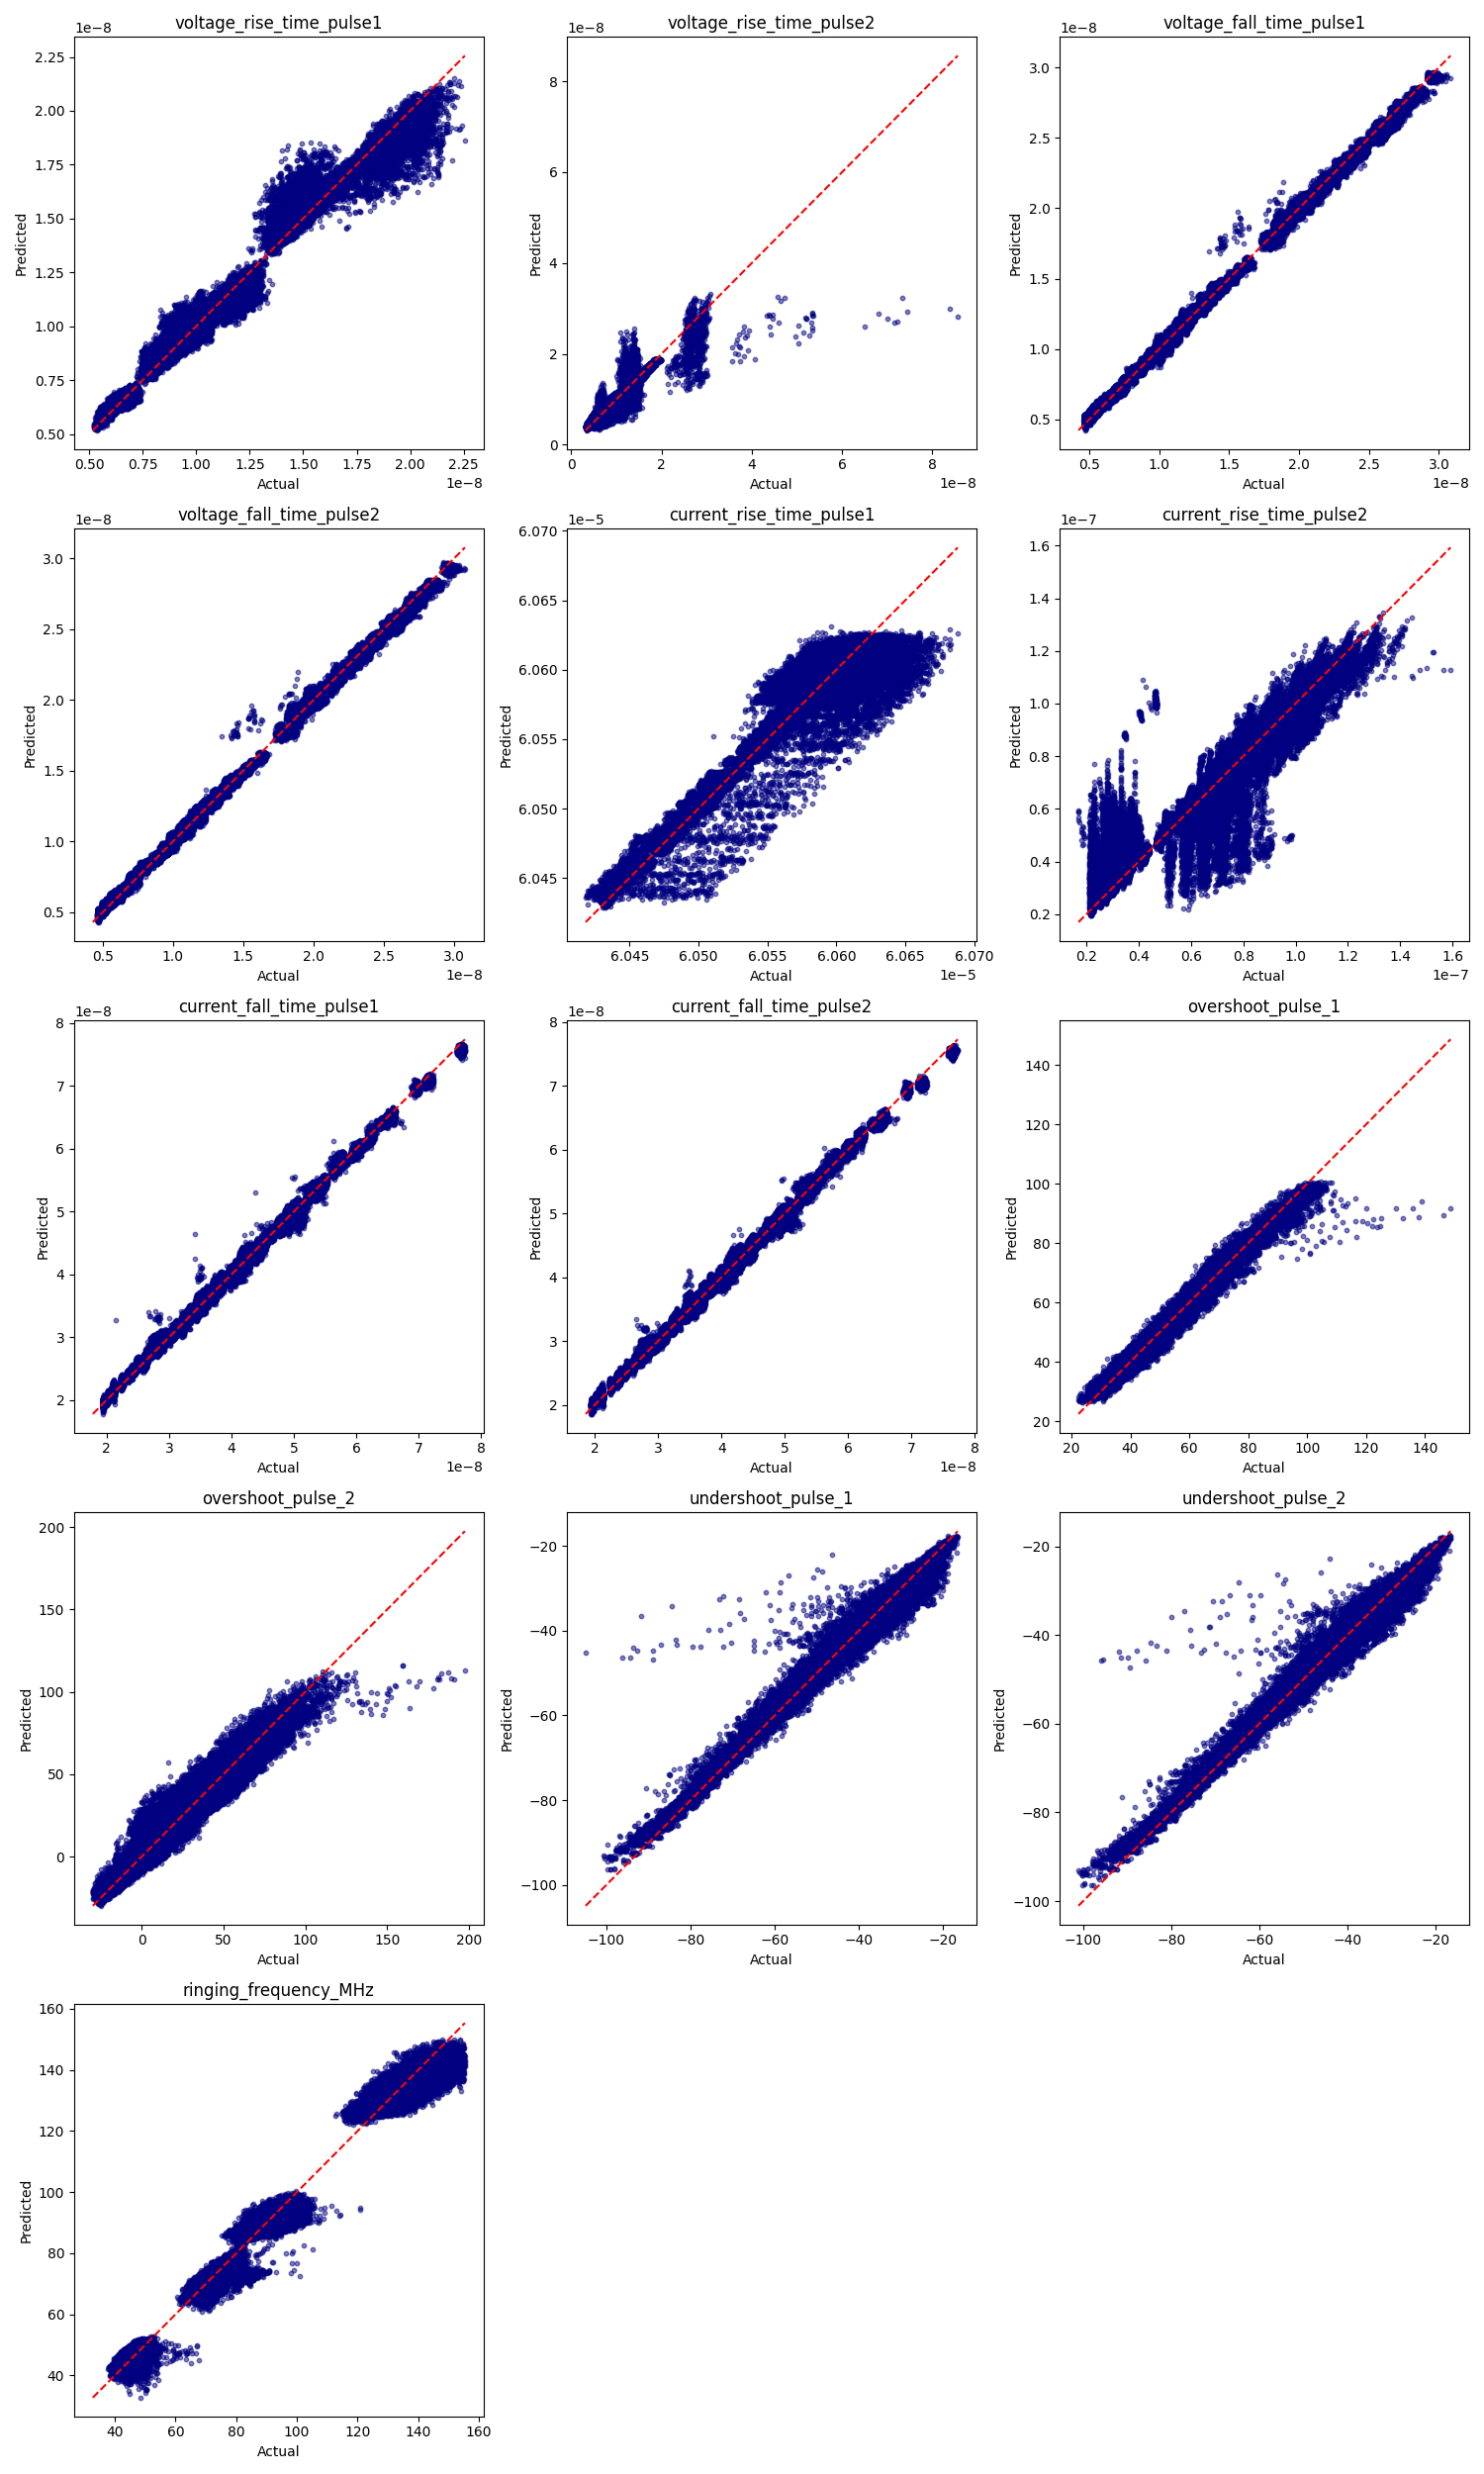 voltage_rise_time_pulse1
1e−8
2.25
2.00
1.75
1.50
1.25
1.00
0.75
0.50
Predicted
0.50 0.75 1.00 1.25 1.50 1.75 2.00 2.25
Actual
1e−8
voltage_rise_time_pulse2
1e−8
8
6
4
2
0
Predicted
0 2 4 6 8
Actual
1e−8
voltage_fall_time_pulse1
1e−8
3.0
2.5
2.0
1.5
1.0
0.5
Predicted
0.5 1.0 1.5 2.0 2.5 3.0
Actual
1e−8
voltage_fall_time_pulse2
1e−8
3.0
2.5
2.0
1.5
1.0
0.5
Predicted
0.5 1.0 1.5 2.0 2.5 3.0
Actual
1e−8
current_rise_time_pulse1
1e−5
6.070
6.065
6.060
6.055
6.050
6.045
Predicted
6.045 6.050 6.055 6.060 6.065 6.070
Actual
1e−5
current_rise_time_pulse2
1e−7
1.6
1.4
1.2
1.0
0.8
0.6
0.4
0.2
Predicted
0.2 0.4 0.6 0.8 1.0 1.2 1.4 1.6
Actual
1e−7
current_fall_time_pulse1
1e−8
8
7
6
5
4
3
2
Predicted
2 3 4 5 6 7 8
Actual
1e−8
current_fall_time_pulse2
1e−8
8
7
6
5
4
3
2
Predicted
2 3 4 5 6 7 8
Actual
1e−8
overshoot_pulse_1
140
120
100
80
60
40
20
Predicted
20 40 60 80 100 120 140
Actual
overshoot_pulse_2
200
150
100
50
0
Predicted
0 50 100 150 200
Actual
undershoot_pulse_1
−20
−40
−60
−80
−100
Predicted
−100 −80 −60 −40 −20
Actual
undershoot_pulse_2
−20
−40
−60
−80
−100
Predicted
−100 −80 −60 −40 −20
Actual
ringing_frequency_MHz
160
140
120
100
80
60
40
Predicted
40 60 80 100 120 140 160
Actual